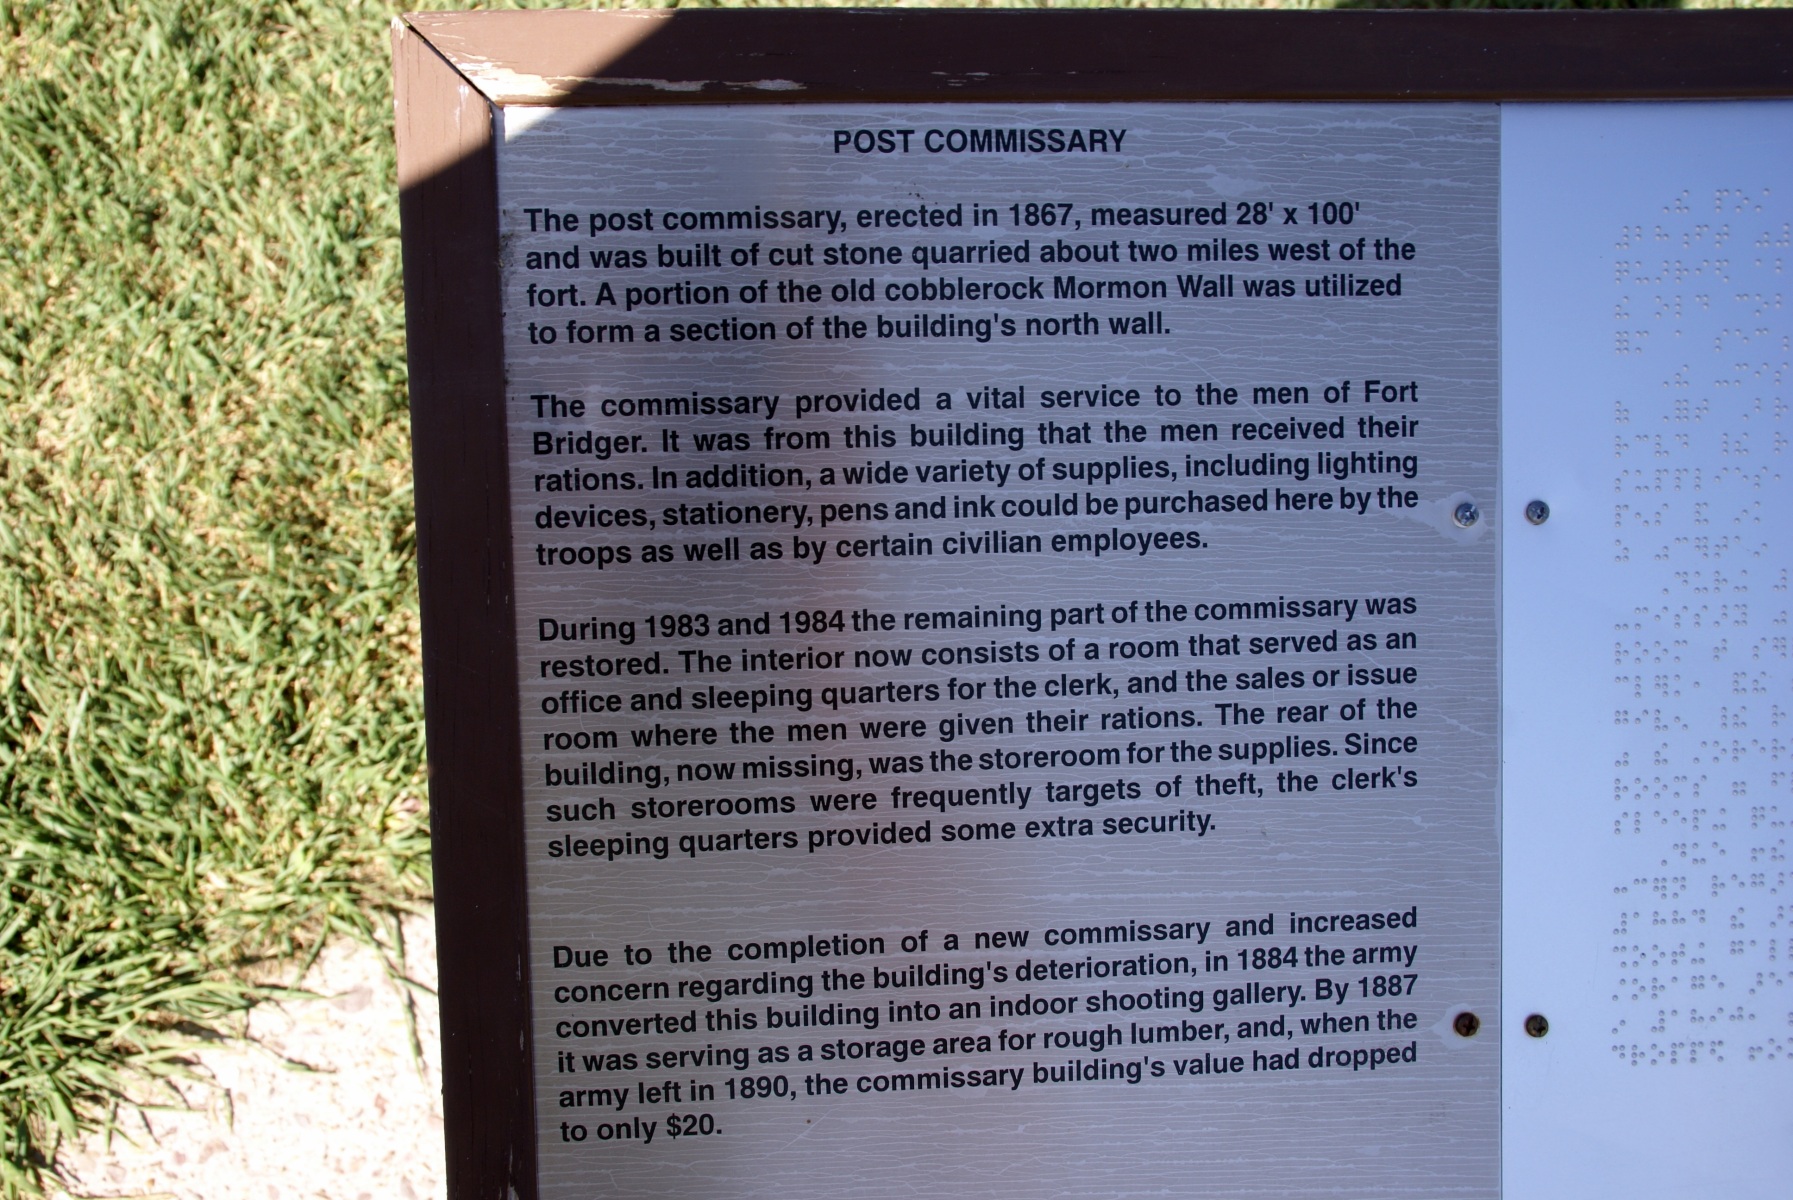 POST COMMISSARY
The post commissary, erected in 1867, measured 28' x 100'
and was built of cut stone quarried about two miles west of the
fort. A portion of the old cobblerock Mormon Wall was utilized
to form a section of the building's north wall.
The commissary provided a vital service to the men of Fort
Bridger. It was from this building that the men received their
rations. In addition, a wide variety of supplies, including lighting
devices, stationery, pens and ink could be purchased here by the
troops as well as by certain civilian employees.
During 1983 and 1984 the remaining part of the commissary was
restored. The interior now consists of a room that served as an
office and sleeping quarters for the clerk, and the sales or issue
room where the men were given their rations. The rear of the
building, now missing, was the storeroom for the supplies. Since
such storerooms were frequently targets of theft, the clerk's
sleeping quarters provided some extra security.
Due to the completion of a new commissary and increased
concern regarding the building's deterioration, in 1884 the army
converted this building into an indoor shooting gallery. By 1887
it was serving as a storage area for rough lumber, and, when the
army left in 1890, the commissary building's value had dropped
to only $20.